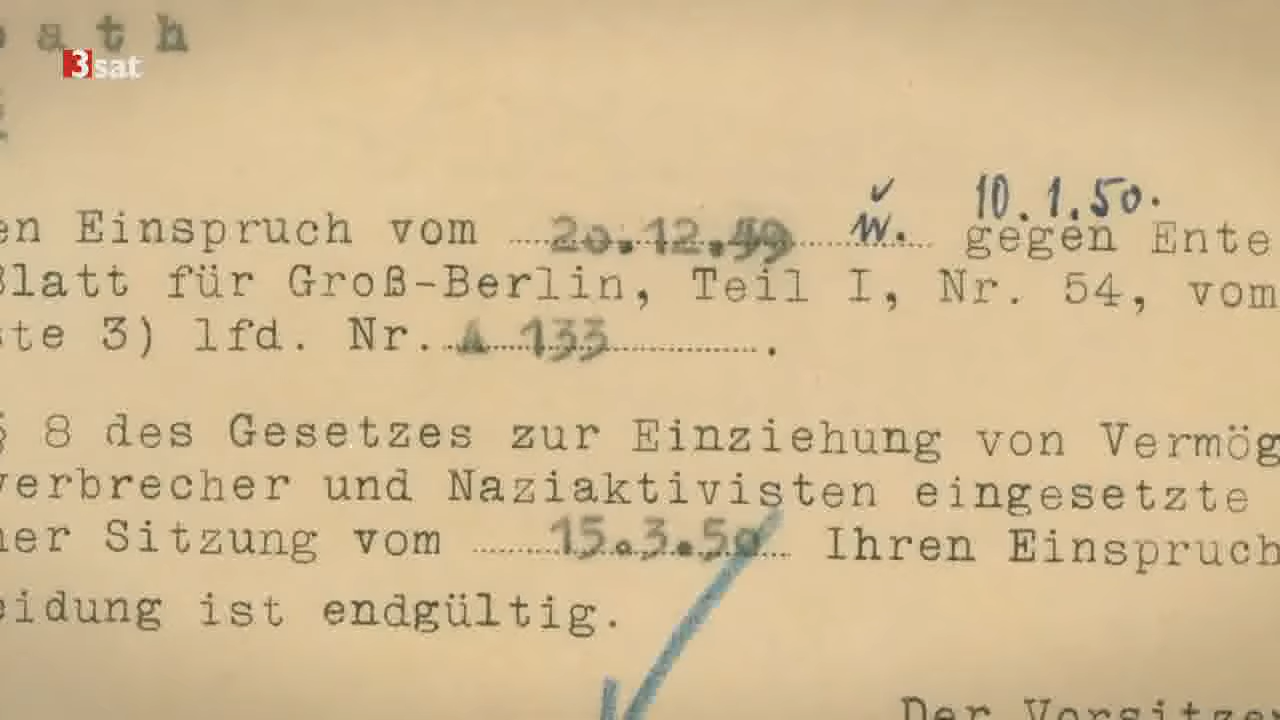 ath
3sat
en Einspruch vom 20.12.49 w. 10.1.50. gegen Ente
Blatt für Groß-Berlin, Teil I, Nr. 54, vom
ste 3) lfd. Nr. A 133.
§ 8 des Gesetzes zur Einziehung von Vermög
verbrecher und Naziaktivisten eingesetzte
ner Sitzung vom 15.3.50 Ihren Einspruch
eidung ist endgültig.
Der Vorsitze